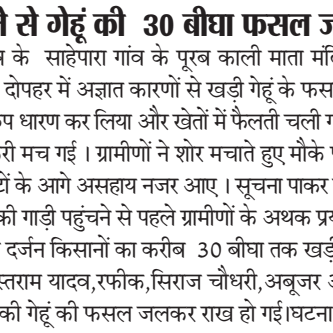 से गेहूं की 30 बीघा फसल
के साहेपारा गांव के पूरब काली माता
दोपहर में अज्ञात कारणों से खड़ी गेहूं के फस
धारण कर लिया और खेतों में फैलती चली
मच गई । ग्रामीणों ने शोर मचाते हुए मौके
के आगे असहाय नजर आए । सूचना पाकर
की गाड़ी पहुंचने से पहले ग्रामीणों के अथक
दर्जन किसानों का करीब 30 बीघा तक खड़
स्तराम यादव,रफीक,सिराज चौधरी,अबूजर
की गेहूं की फसल जलकर राख हो गई।घटना